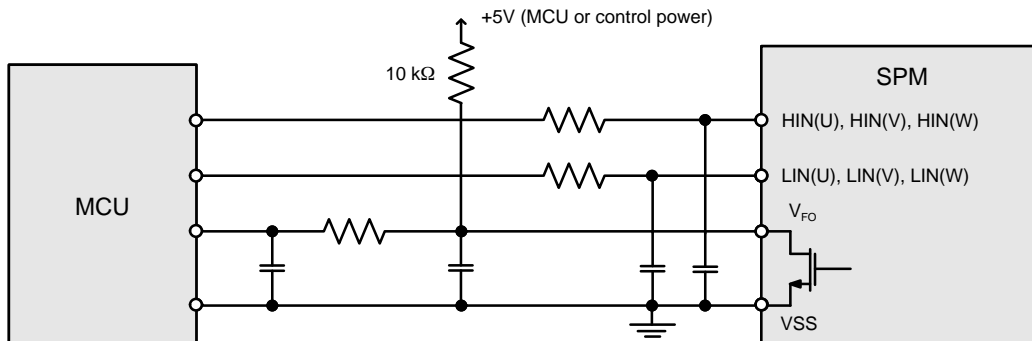 +5V (MCU or control power)
10 kΩ
SPM
HIN(U), HIN(V), HIN(W)
LIN(U), LIN(V), LIN(W)
MCU
VFO
VSS